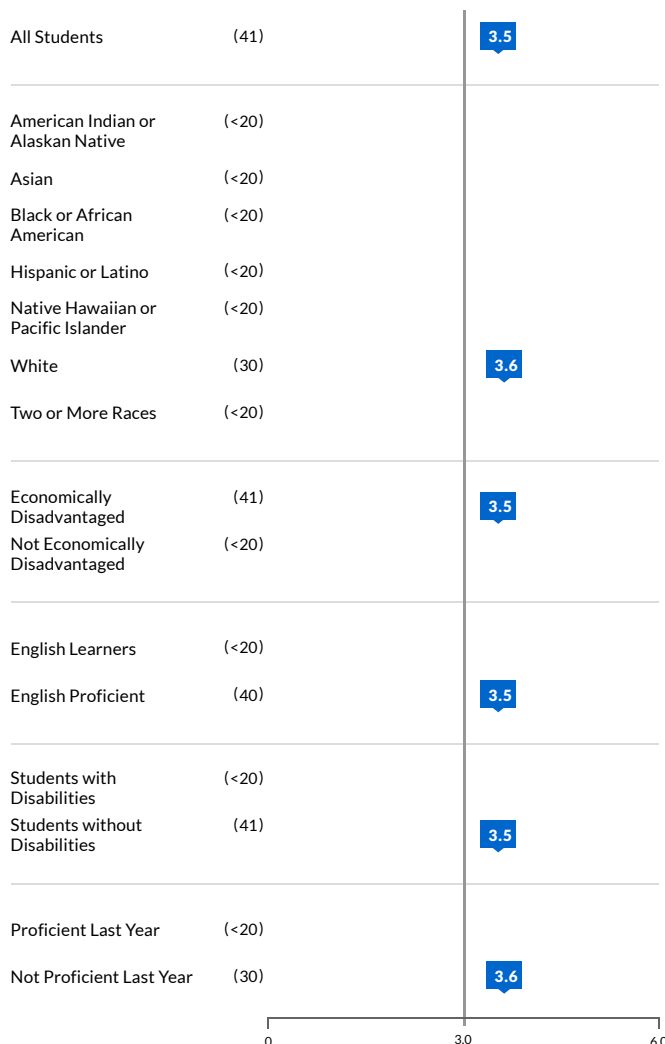 All Students (41) 3.5
American Indian or
Alaskan Native (<20)
Asian (<20)
Black or African
American (<20)
Hispanic or Latino (<20)
Native Hawaiian or
Pacific Islander (<20)
White (30) 3.6
Two or More Races (<20)
Economically
Disadvantaged (41) 3.5
Not Economically
Disadvantaged (<20)
English Learners (<20)
English Proficient (40) 3.5
Students with
Disabilities (<20)
Students without
Disabilities (41) 3.5
Proficient Last Year (<20)
Not Proficient Last Year (30) 3.6
0 3.0 6.0